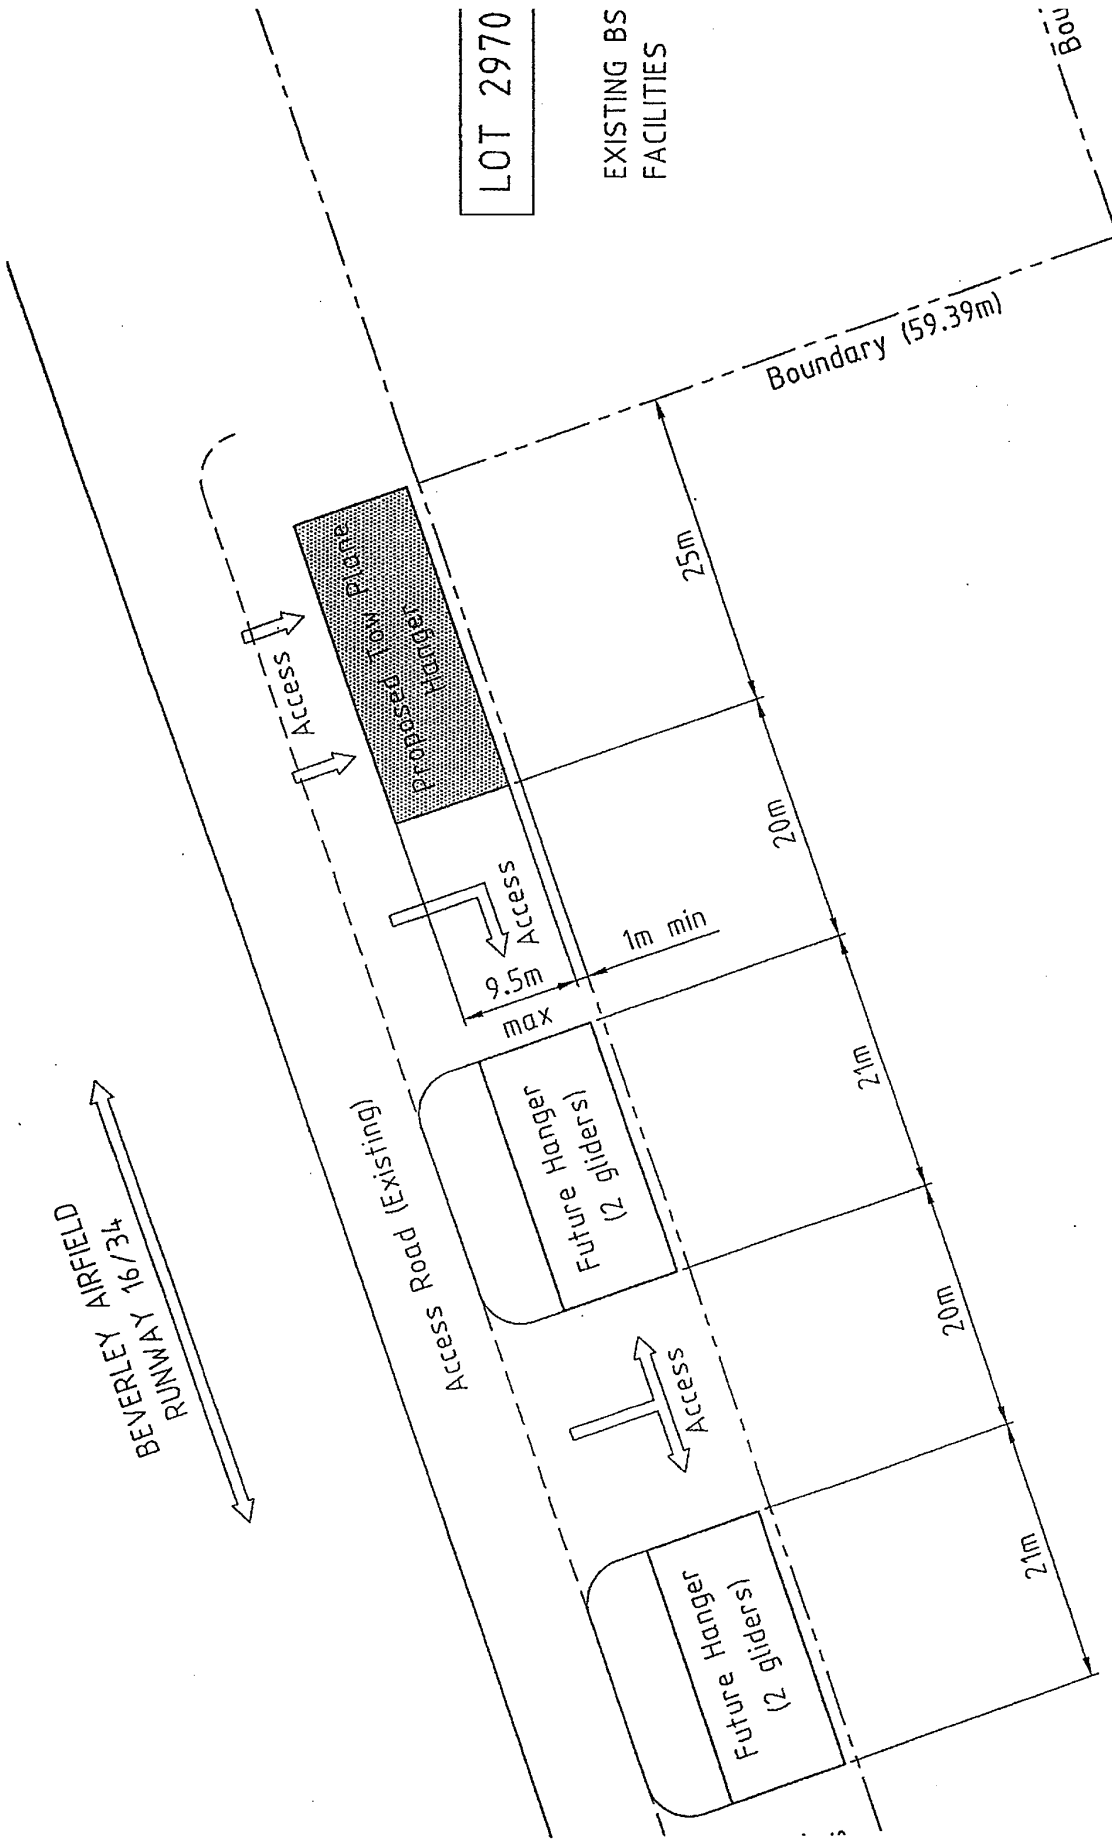 BEVERLEY AIRFIELD
RUNWAY 16/34
LOT 2970
EXISTING BS
FACILITIES
Access Road (Existing)
Access
Proposed Tow Plane
Hanger
Access
9.5m
max
1m min
Future Hanger
(2 gliders)
Access
Future Hanger
(2 gliders)
Boundary (59.39m)
Bou
25m
20m
21m
20m
21m